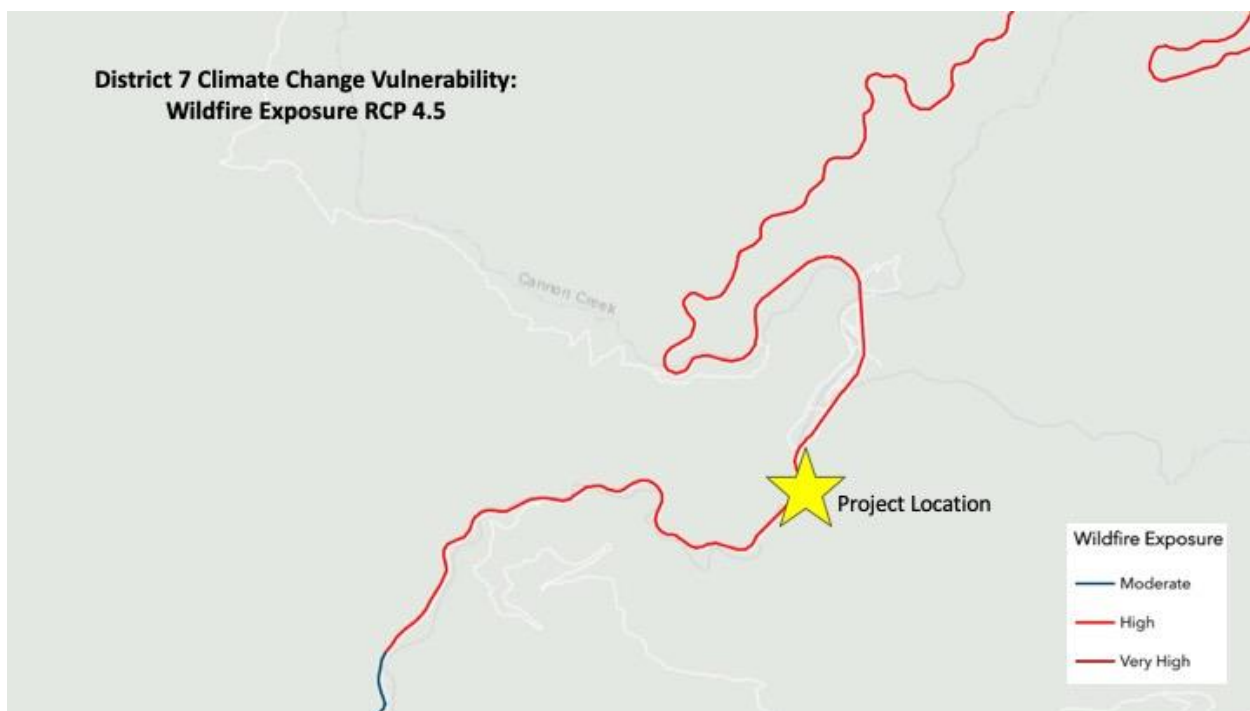 District 7 Climate Change Vulnerability:
Wildfire Exposure RCP 4.5
Cannon Creek
Project Location
Wildfire Exposure
Moderate
High
Very High